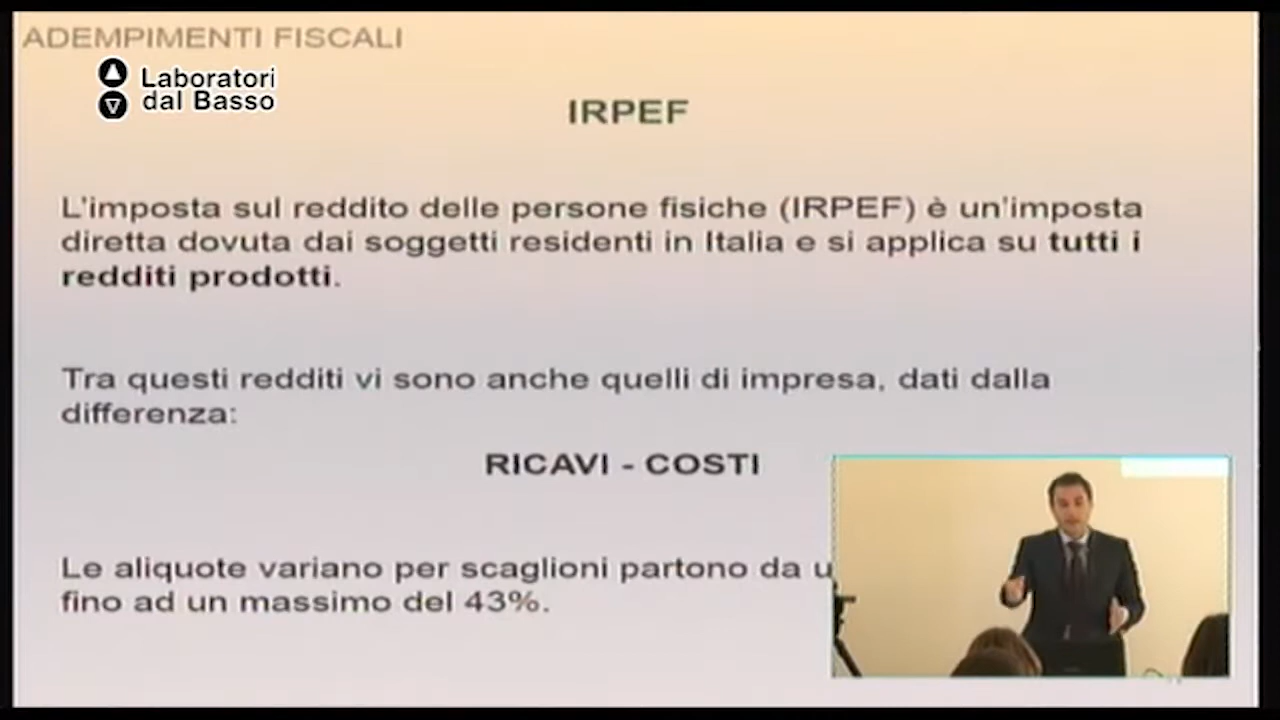 ADEMPIMENTI FISCALI
Laboratori
dal Basso
IRPEF
L'imposta sul reddito delle persone fisiche (IRPEF) è un'imposta
diretta dovuta dai soggetti residenti in Italia e si applica su tutti i
redditi prodotti.
Tra questi redditi vi sono anche quelli di impresa, dati dalla
differenza:
RICAVI - COSTI
Le aliquote variano per scaglioni partono da
fino ad un massimo del 43%.